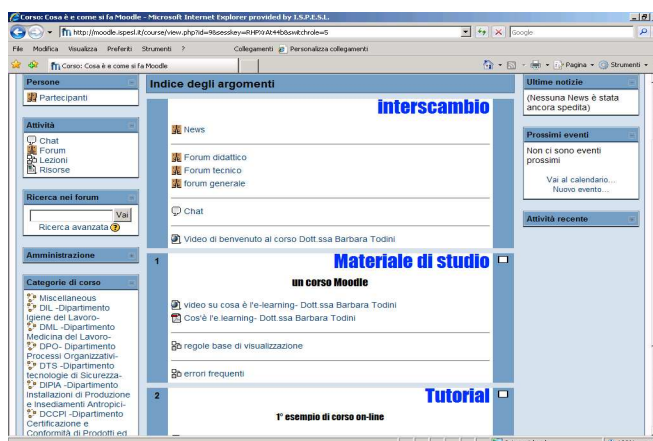 Corso: Cosa è e come si fa Moodle - Microsoft Internet Explorer provided by I.S.P.E.S.L.
http://moodle.ispesl.it/course/view.php?id=9&sesskey=RHPXrAt44b&switchrole=5
Google
File Modifica Visualizza Preferiti Strumenti ? Collegamenti Personalizza collegamenti
Corso: Cosa è e come si fa Moodle
Pagina Strumenti
Persone
Partecipanti
Attività
Chat
Forum
Lezioni
Risorse
Ricerca nei forum
Vai
Ricerca avanzata ?
Amministrazione
Categorie di corso
Miscellaneous
DIL -Dipartimento
Igiene del Lavoro-
DML -Dipartimento
Medicina del Lavoro-
DPO- Dipartimento
Processi Organizzativi-
DTS -Dipartimento
tecnologie di Sicurezza-
DIPIA -Dipartimento
Installazioni di Produzione
e Insediamenti Antropici-
DCCPI -Dipartimento
Certificazione e
Conformità di Prodotti ed
Indice degli argomenti
interscambio
News
Forum didattico
Forum tecnico
forum generale
Chat
Video di benvenuto al corso Dott.ssa Barbara Todini
1
Materiale di studio
un corso Moodle
video su cosa è l'e-learning- Dott.ssa Barbara Todini
Cos'è l'e.learning- Dott.ssa Barbara Todini
regole base di visualizzazione
errori frequenti
2
Tutorial
1° esempio di corso on-line
Ultime notizie
(Nessuna News è stata
ancora spedita)
Prossimi eventi
Non ci sono eventi
prossimi
Vai al calendario...
Nuovo evento...
Attività recente